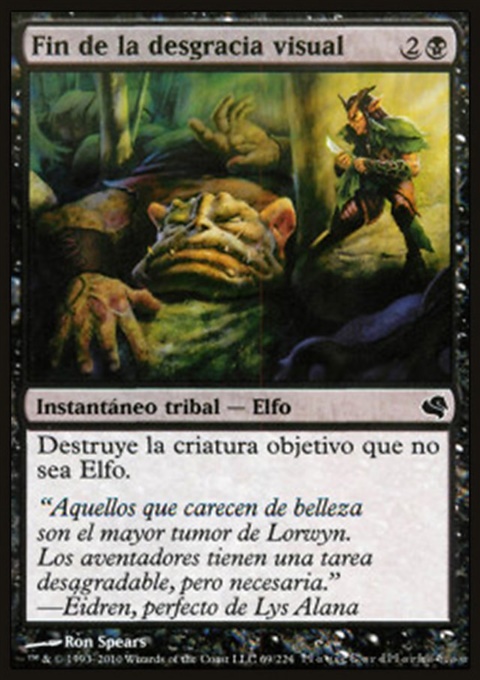 Fin de la desgracia visual 2
Instantáneo tribal — Elfo
Destruye la criatura objetivo que no
sea Elfo.
“Aquellos que carecen de belleza
son el mayor tumor de Lorwyn.
Los aventadores tienen una tarea
desagradable, pero necesaria.”
—Eidren, perfecto de Lys Alana
Ron Spears
™ & © 1993–2010 Wizards of the Coast LLC 69/224